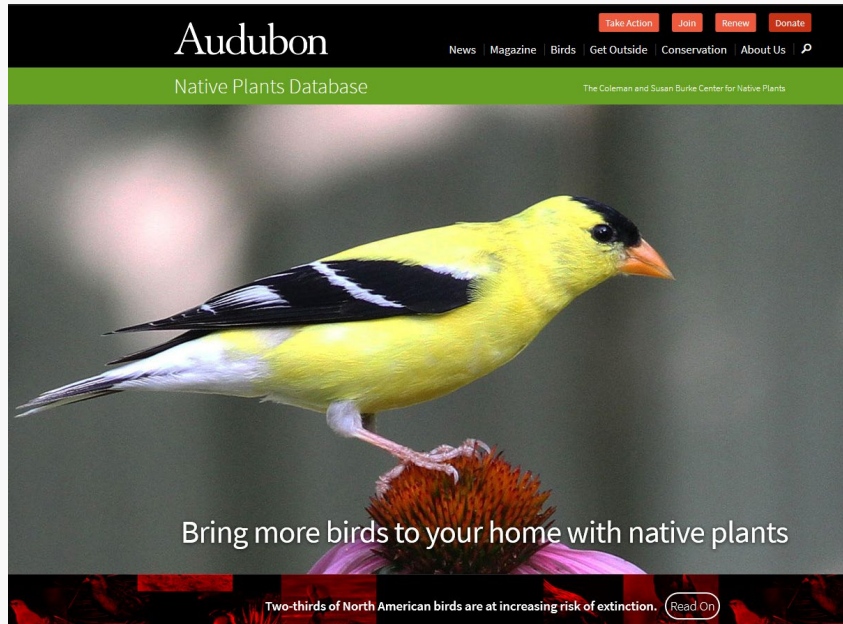 Take Action Join Renew Donate
Audubon
News Magazine Birds Get Outside Conservation About Us
Native Plants Database
The Coleman and Susan Burke Center for Native Plants
Bring more birds to your home with native plants
Two-thirds of North American birds are at increasing risk of extinction. Read On